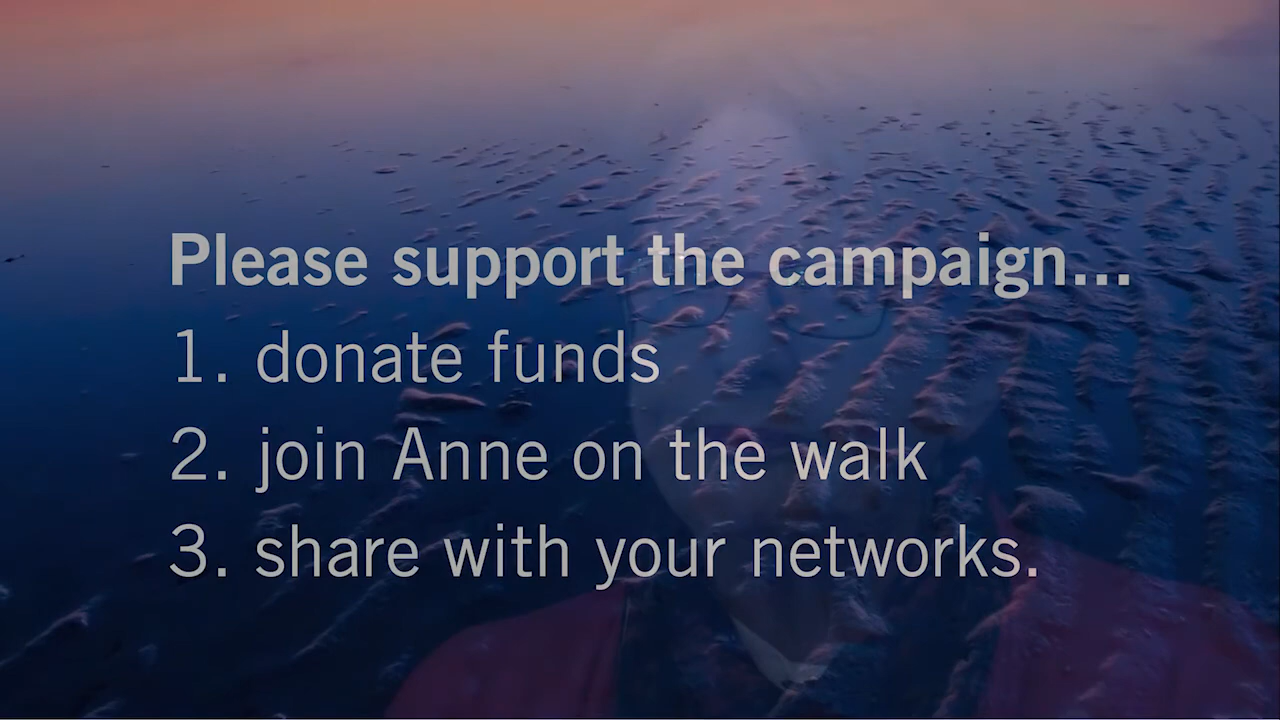 Please support the campaign...
1. donate funds
2. join Anne on the walk
3. share with your networks.